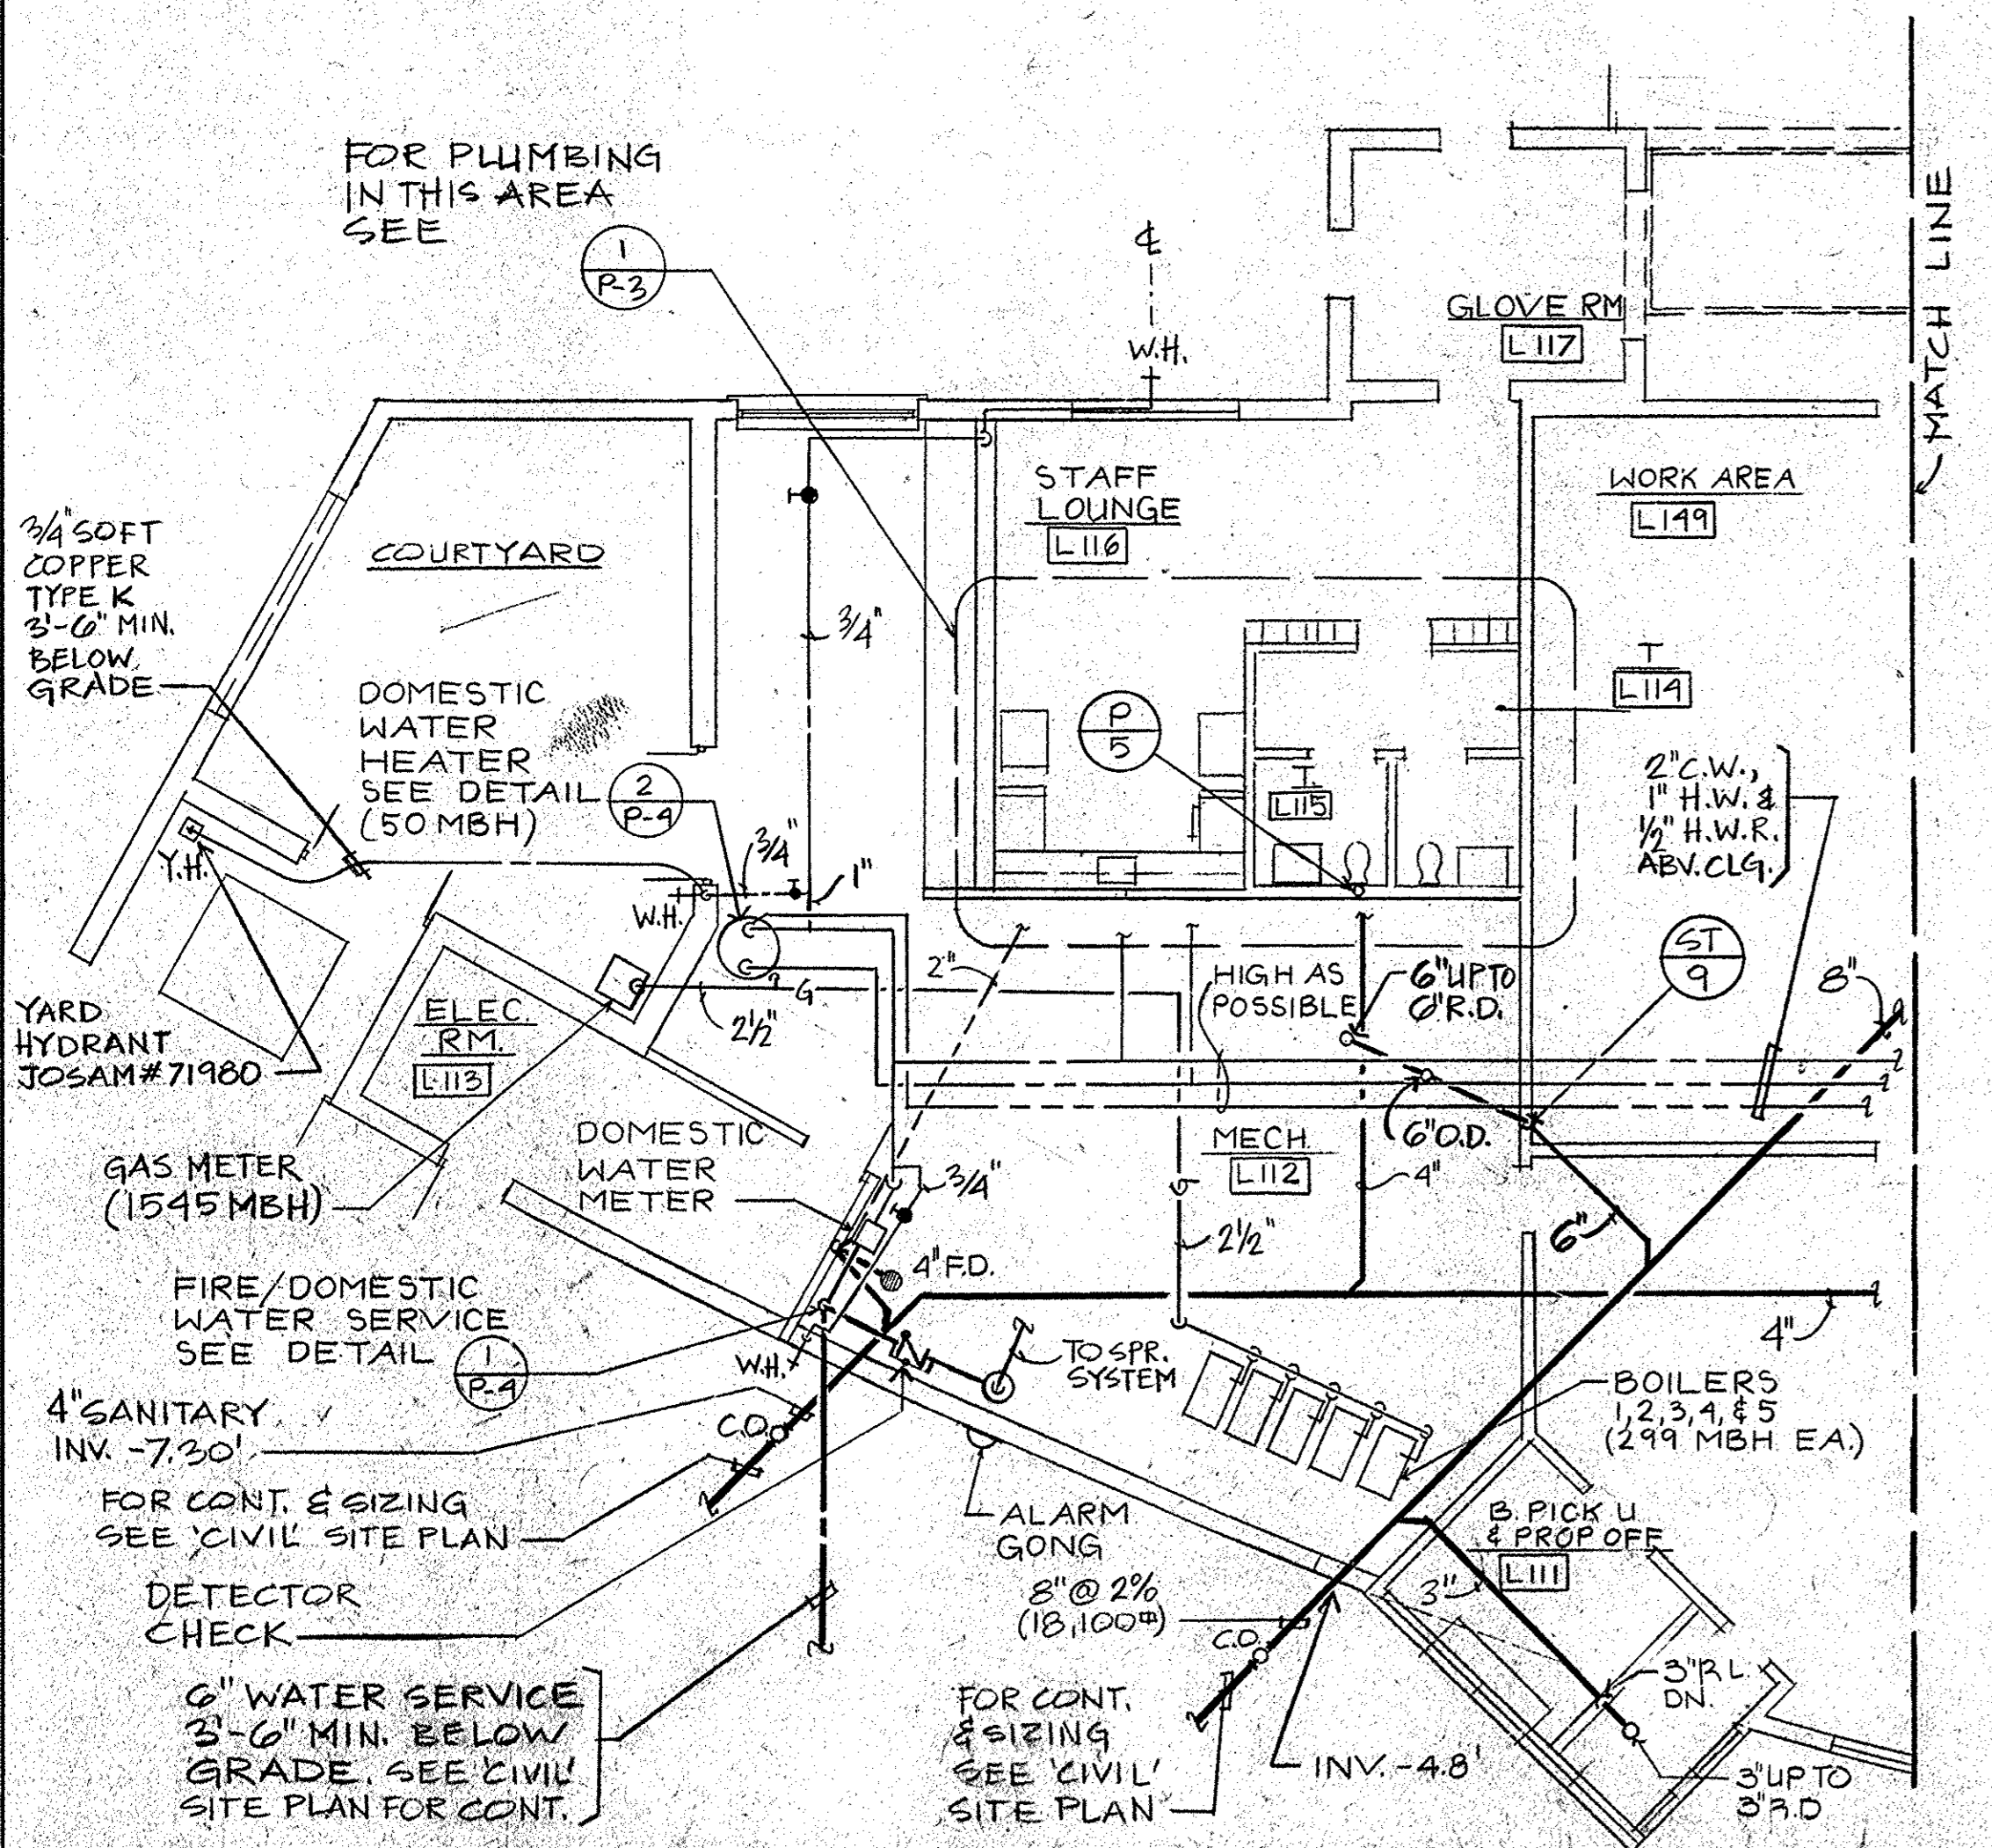 FOR PLUMBING
IN THIS AREA
SEE
1
P-3
℄
W.H.
GLOVE RM
L117
MATCH LINE
STAFF
LOUNGE
L116
WORK AREA
L149
3/4" SOFT
COPPER
TYPE K
3'-6" MIN.
BELOW
GRADE
COURTYARD
3/4"
T
L114
DOMESTIC
WATER
HEATER
SEE DETAIL
(50 MBH)
2
P-4
P
5
T
L115
2" C.W.,
1" H.W. &
1/2" H.W.R.
ABV. CLG.
Y.H.
3/4"
1"
W.H.
ST
9
8"
YARD
HYDRANT
JOSAM #71980
ELEC.
RM.
L113
G
2 1/2"
2"
HIGH AS
POSSIBLE
6" UP TO
6" R.D.
GAS METER
(1545 MBH)
DOMESTIC
WATER
METER
3/4"
MECH.
L112
6" O.D.
4"
2 1/2"
6"
4" F.D.
FIRE/DOMESTIC
WATER SERVICE
SEE DETAIL
1
P-4
W.H.
TO SPR.
SYSTEM
4"
4" SANITARY
INV. -7.30'
C.O.
BOILERS
1, 2, 3, 4, & 5
(299 MBH EA.)
FOR CONT. & SIZING
SEE 'CIVIL' SITE PLAN
ALARM
GONG
B. PICK U
& PROP OFF
L111
DETECTOR
CHECK
8" @ 2%
(18,100⌗)
C.O.
3"
6" WATER SERVICE
3'-6" MIN. BELOW
GRADE. SEE 'CIVIL'
SITE PLAN FOR CONT.
FOR CONT.
& SIZING
SEE 'CIVIL'
SITE PLAN
INV. -4.8'
3" R.L.
DN.
3" UP TO
3" R.D